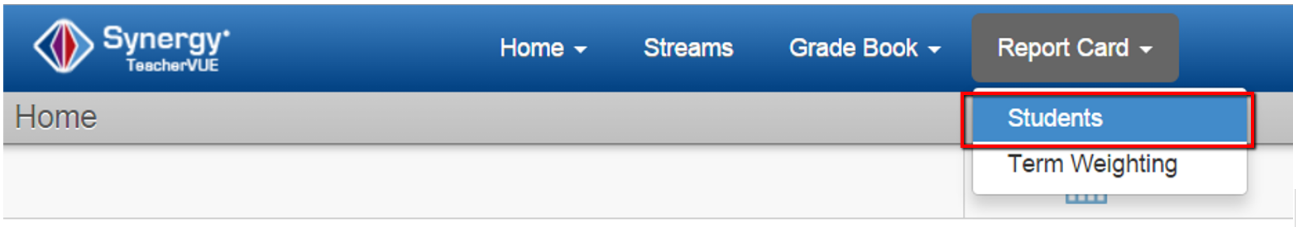 Synergy
TeacherVUE
Home
Streams
Grade Book
Report Card
Home
Students
Term Weighting